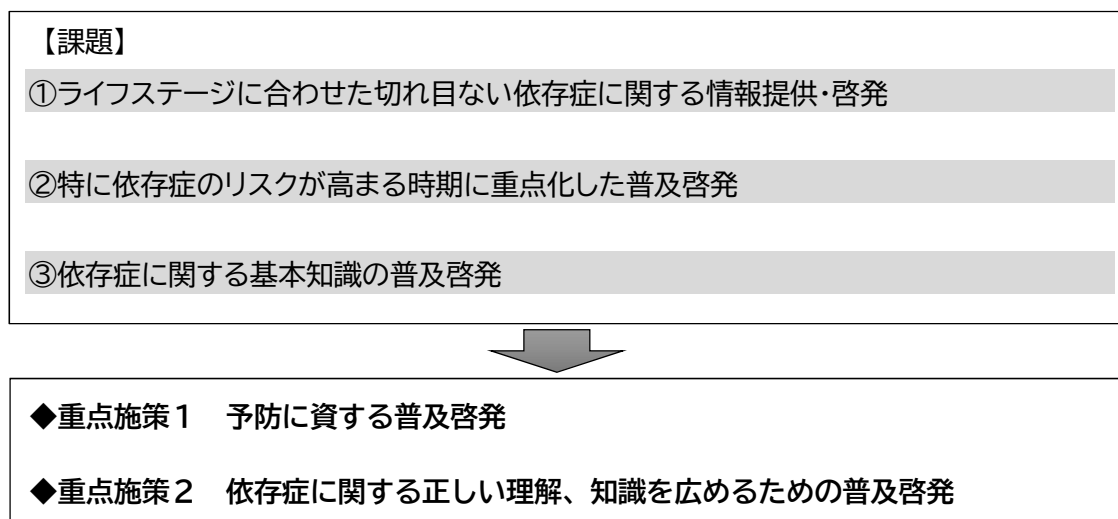 【課題】
①ライフステージに合わせた切れ目ない依存症に関する情報提供・啓発
②特に依存症のリスクが高まる時期に重点化した普及啓発
③依存症に関する基本知識の普及啓発
◆重点施策１　予防に資する普及啓発
◆重点施策２　依存症に関する正しい理解、知識を広めるための普及啓発